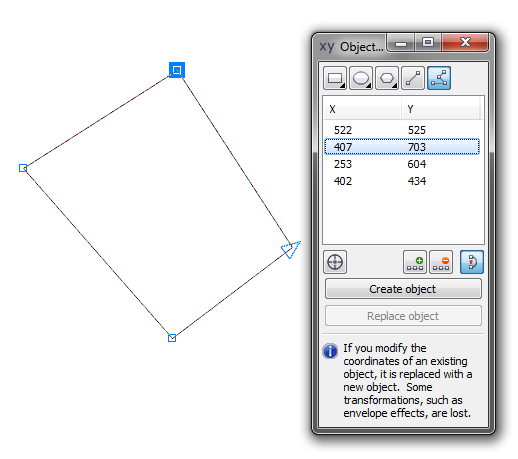 xy Object...
X Y
522 525
407 703
253 604
402 434
Create object
Replace object
If you modify the
coordinates of an existing
object, it is replaced with a
new object. Some
transformations, such as
envelope effects, are lost.